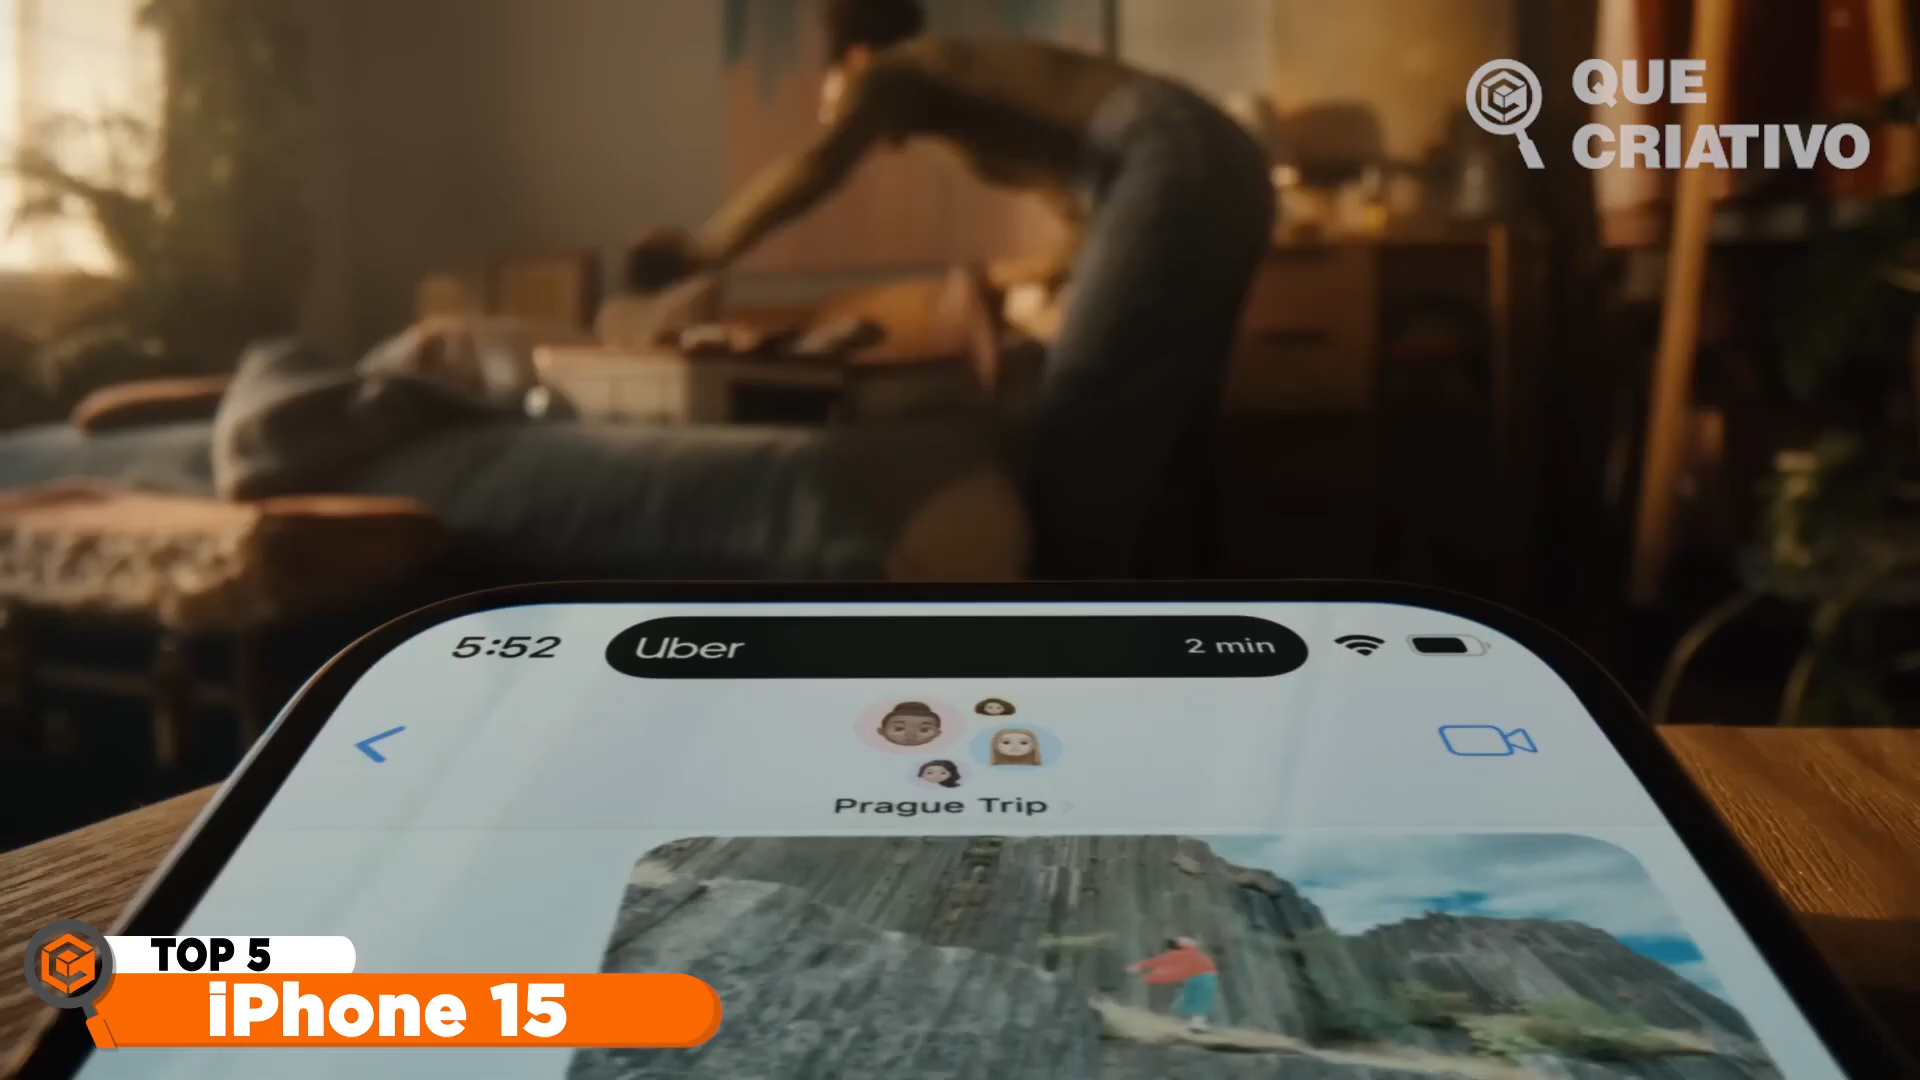 QUE
CRIATIVO
5:52
Uber
2 min
Prague Trip
TOP 5
iPhone 15